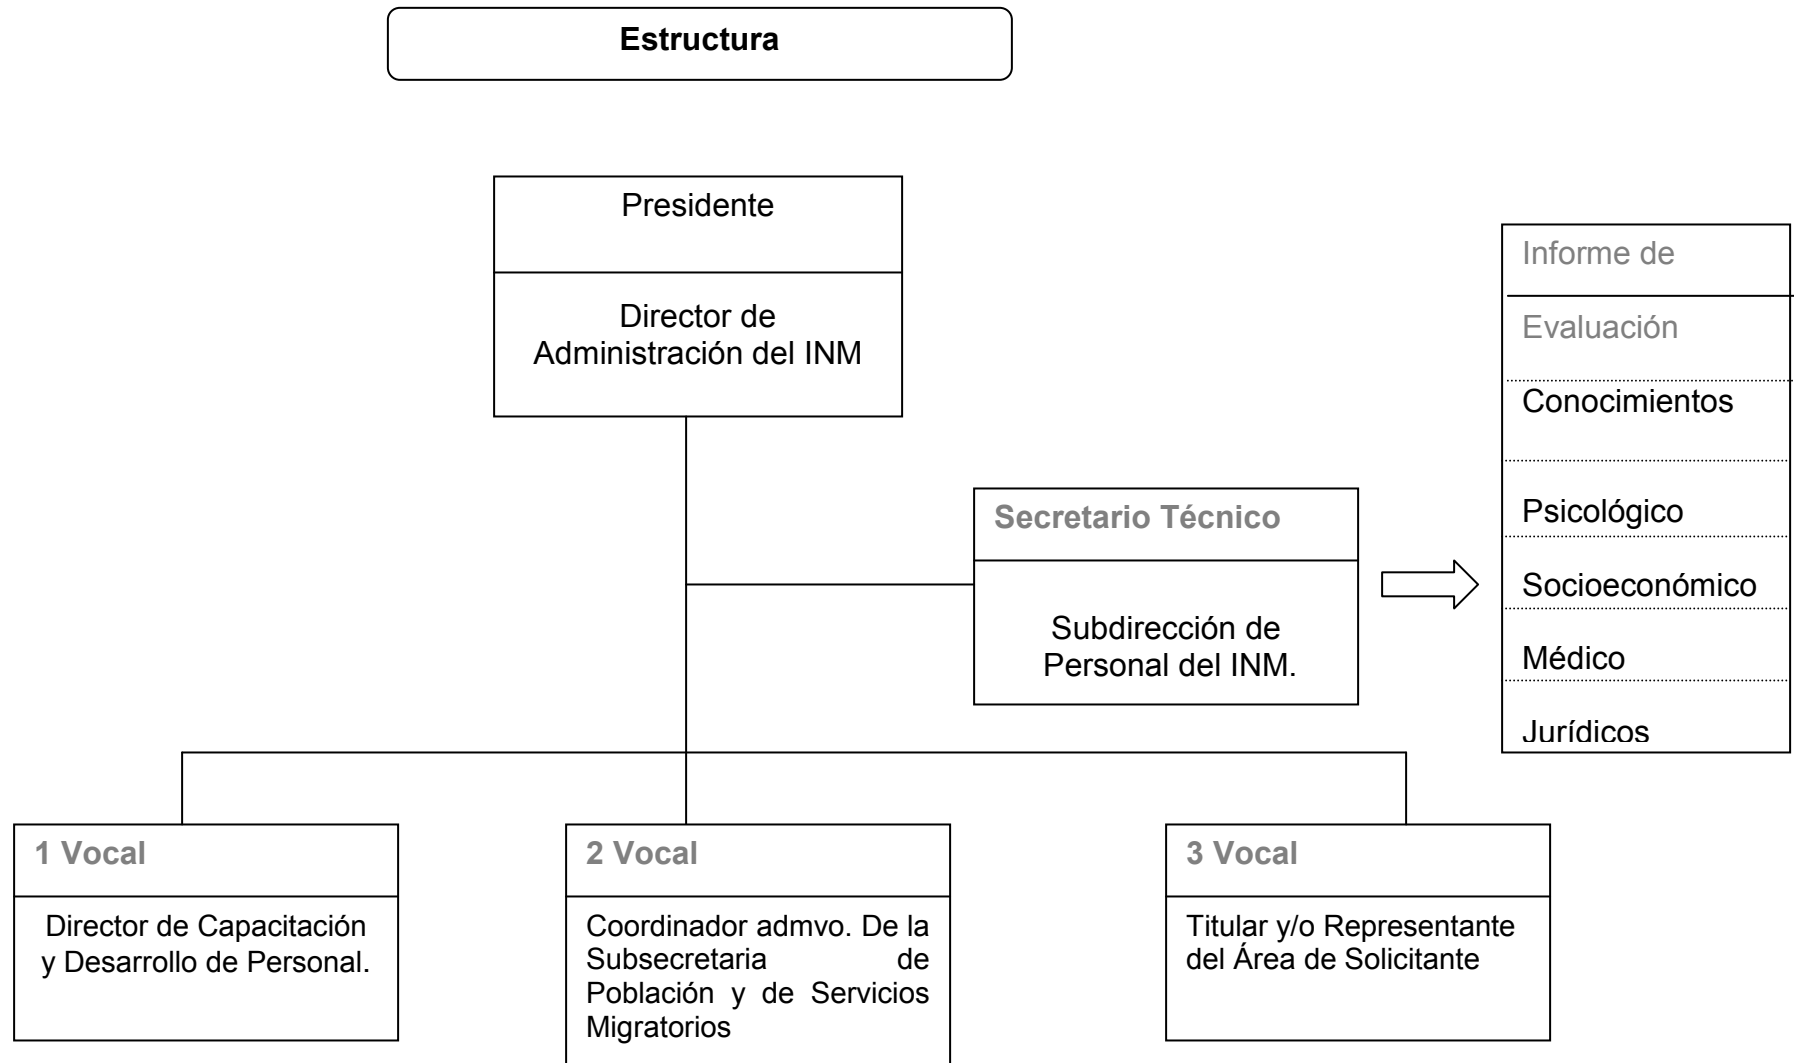 Estructura
Presidente
Director de
Administración del INM
Informe de
Evaluación
Conocimientos
Psicológico
Socioeconómico
Médico
Jurídicos
Secretario Técnico
Subdirección de
Personal del INM.
1 Vocal
Director de Capacitación
y Desarrollo de Personal.
2 Vocal
Coordinador admvo. De la
Subsecretaria de
Población y de Servicios
Migratorios
3 Vocal
Titular y/o Representante
del Área de Solicitante